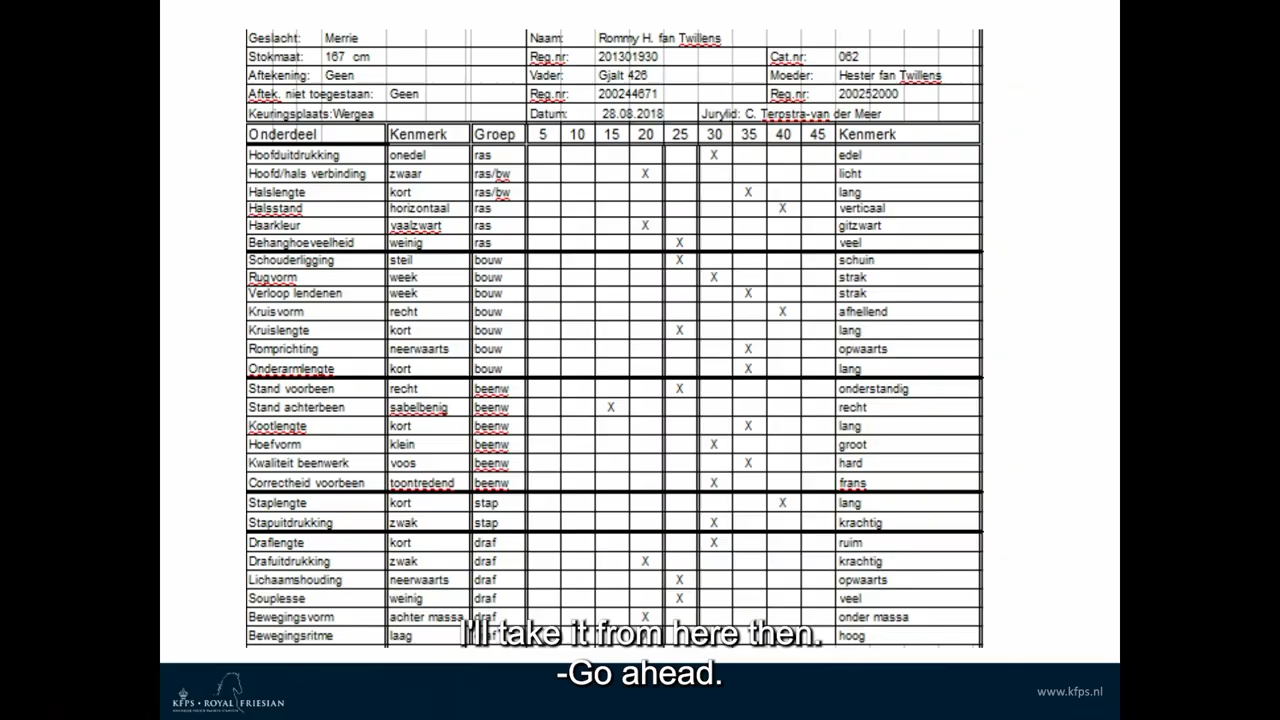 Geslacht: Merrie Naam: Rommy H. fan Twillens
Stokmaat: 167 cm Reg.nr: 201301930 Cat.nr: 062
Aftekening: Geen Vader: Gjalt 426 Moeder: Hester fan Twillens
Aftek. niet toegestaan: Geen Reg.nr: 200244671 Reg.nr: 200252000
Keuringsplaats:Wergea Datum: 28.08.2018 Jurylid: C. Terpstra-van der Meer
Onderdeel Kenmerk Groep 5 10 15 20 25 30 35 40 45 Kenmerk
Hoofduitdrukking onedel ras X edel
Hoofd/hals verbinding zwaar ras/bw X licht
Halslengte kort ras/bw X lang
Halsstand horizontaal ras X verticaal
Haarkleur vaalzwart ras X gitzwart
Behanghoeveelheid weinig ras X veel
Schouderligging steil bouw X schuin
Rugvorm week bouw X strak
Verloop lendenen week bouw X strak
Kruisvorm recht bouw X afhellend
Kruislengte kort bouw X lang
Romprichting neerwaarts bouw X opwaarts
Onderarmlengte kort bouw X lang
Stand voorbeen recht beenw X onderstandig
Stand achterbeen sabelbenig beenw X recht
Kootlengte kort beenw X lang
Hoefvorm klein beenw X groot
Kwaliteit beenwerk voos beenw X hard
Correctheid voorbeen toontredend beenw X frans
Staplengte kort stap X lang
Stapuitdrukking zwak stap X krachtig
Draflengte kort draf X ruim
Drafuitdrukking zwak draf X krachtig
Lichaamshouding neerwaarts draf X opwaarts
Souplesse weinig draf X veel
Bewegingsvorm achter massa draf X onder massa
Bewegingsritme laag draf hoog
I'll take it from here then.
-Go ahead.
KFPS • ROYAL FRIESIAN
www.kfps.nl